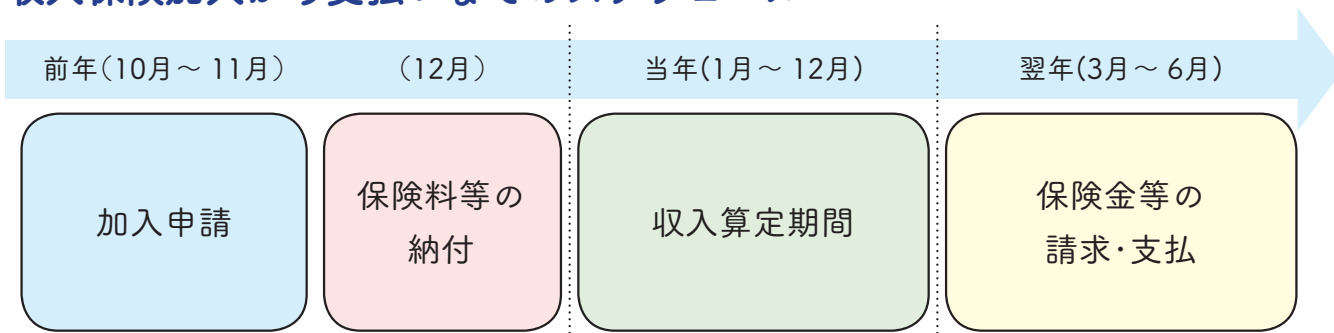 前年(10月～11月)
(12月)
当年(1月～12月)
翌年(3月～6月)
加入申請
保険料等の
納付
収入算定期間
保険金等の
請求・支払